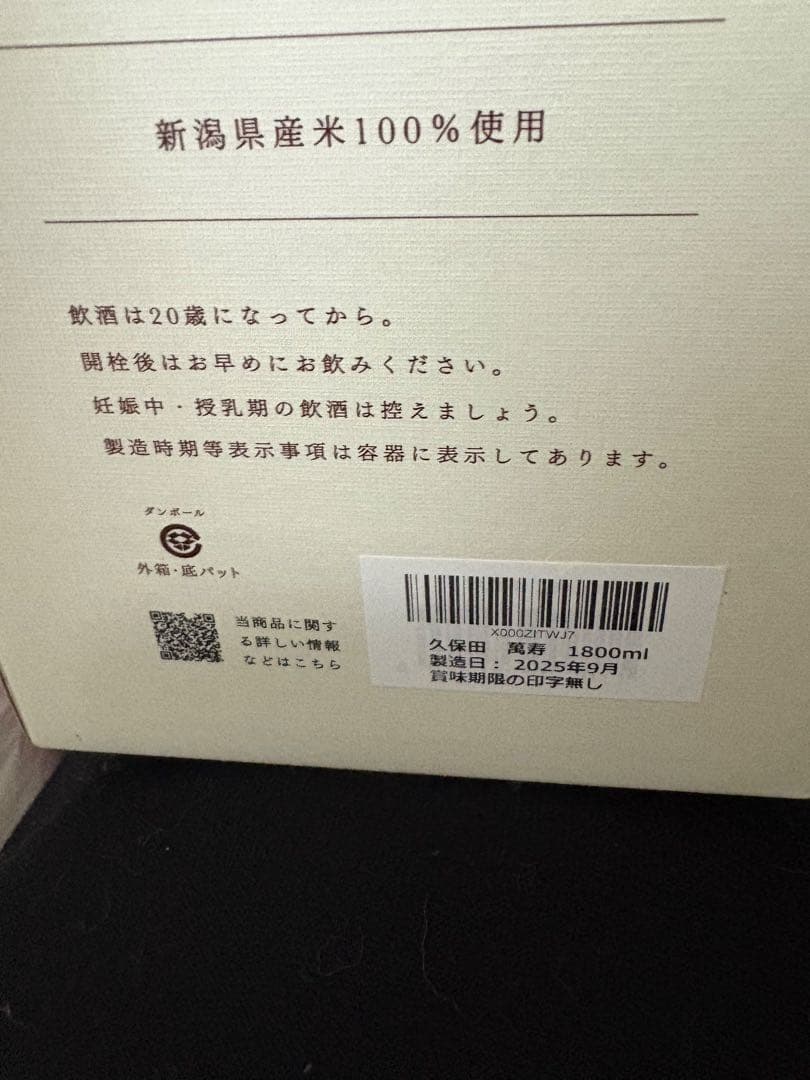 新潟県産米100%使用
飲酒は20歳になってから。
開栓後はお早めにお飲みください。
妊娠中・授乳期の飲酒は控えましょう。
製造時期等表示事項は容器に表示してあります。
ダンボール
外箱・底パット
当商品に関す
る詳しい情報
などはこちら
X000ZITWJ7
久保田 萬寿 1800ml
製造日： 2025年9月
賞味期限の印字無し